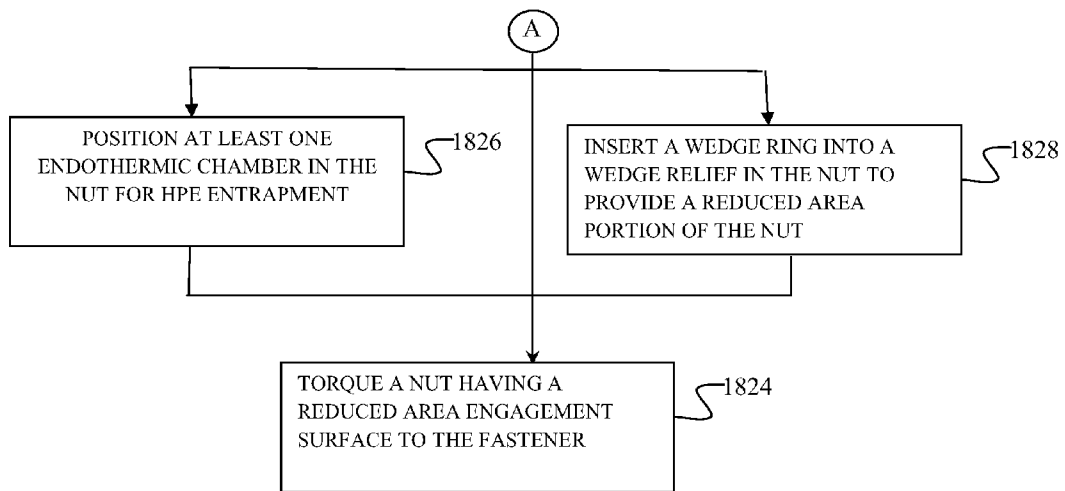 A
POSITION AT LEAST ONE
ENDOTHERMIC CHAMBER IN THE
NUT FOR HPE ENTRAPMENT
1826
INSERT A WEDGE RING INTO A
WEDGE RELIEF IN THE NUT TO
PROVIDE A REDUCED AREA
PORTION OF THE NUT
1828
TORQUE A NUT HAVING A
REDUCED AREA ENGAGEMENT
SURFACE TO THE FASTENER
1824